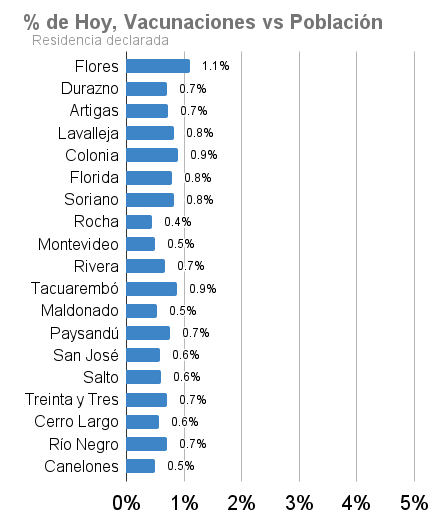 % de Hoy, Vacunaciones vs Población
Residencia declarada
Flores 1.1%
Durazno 0.7%
Artigas 0.7%
Lavalleja 0.8%
Colonia 0.9%
Florida 0.8%
Soriano 0.8%
Rocha 0.4%
Montevideo 0.5%
Rivera 0.7%
Tacuarembó 0.9%
Maldonado 0.5%
Paysandú 0.7%
San José 0.6%
Salto 0.6%
Treinta y Tres 0.7%
Cerro Largo 0.6%
Río Negro 0.7%
Canelones 0.5%
0% 1% 2% 3% 4% 5%